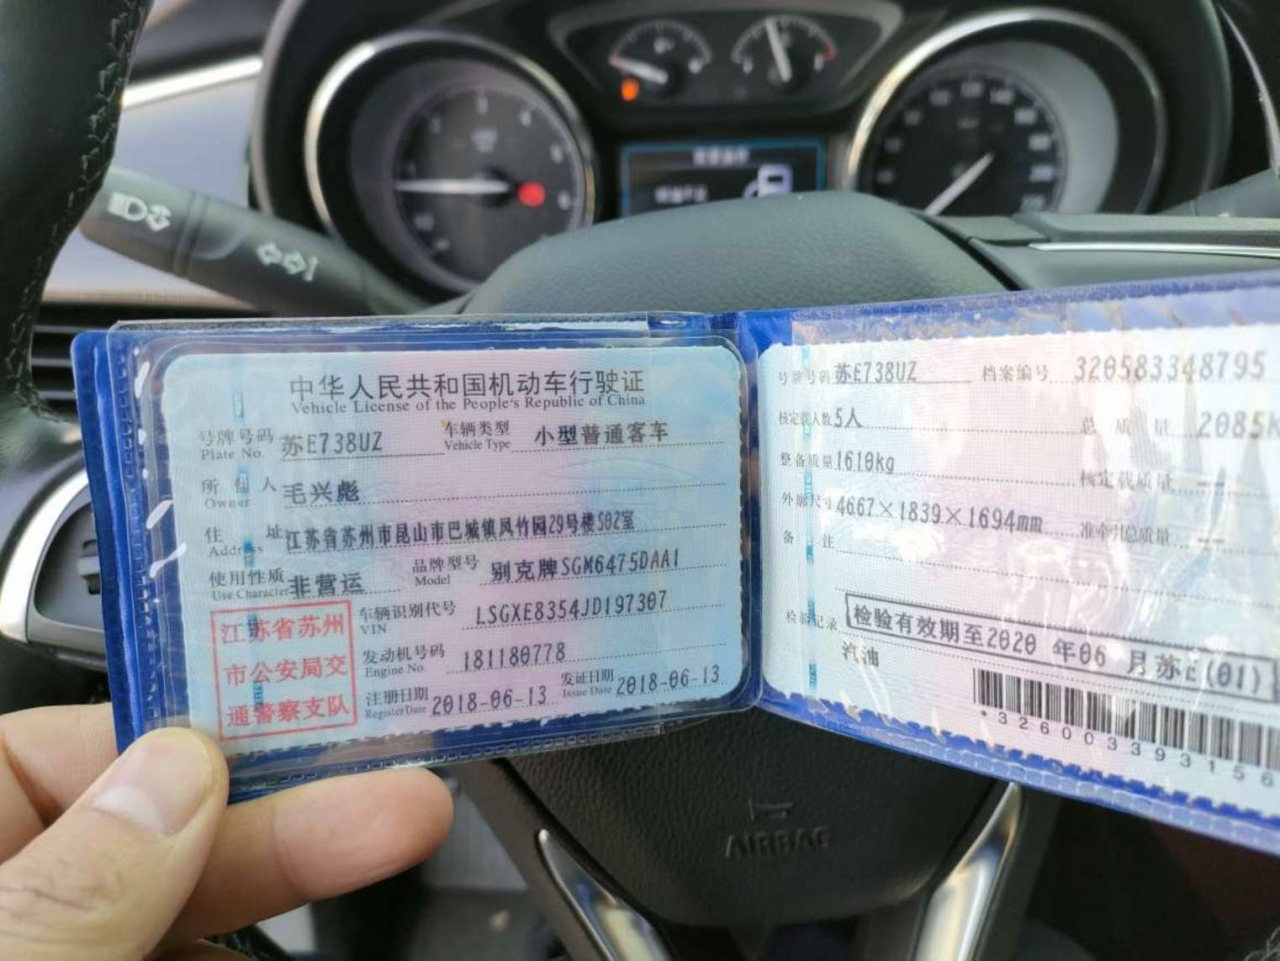 中华人民共和国机动车行驶证
Vehicle License of the People's Republic of China
号牌号码 苏E738UZ 车辆类型 小型普通客车
Plate No. Vehicle Type
所有人 毛兴彪
Owner
住址 江苏省苏州市昆山市巴城镇凤竹园29号楼502室
Address
使用性质 非营运 品牌型号 别克牌SGM6475DAA1
Use Character Model
江苏省苏州
市公安局交
通警察支队
车辆识别代号 LSGXE8354JD197307
VIN
发动机号码 181180778
Engine No.
注册日期 2018-06-13 发证日期 2018-06-13
Register Date Issue Date
号牌号码 苏E738UZ 档案编号 320583348795
核定载人数 5人 总质量 2085K
整备质量 1610kg 核定载质量 —
外廓尺寸 4667×1839×1694mm 准牵引总质量 —
备注
检验记录 检验有效期至2020 年06 月苏E(01)
汽油
*326003393156
AIRBAG